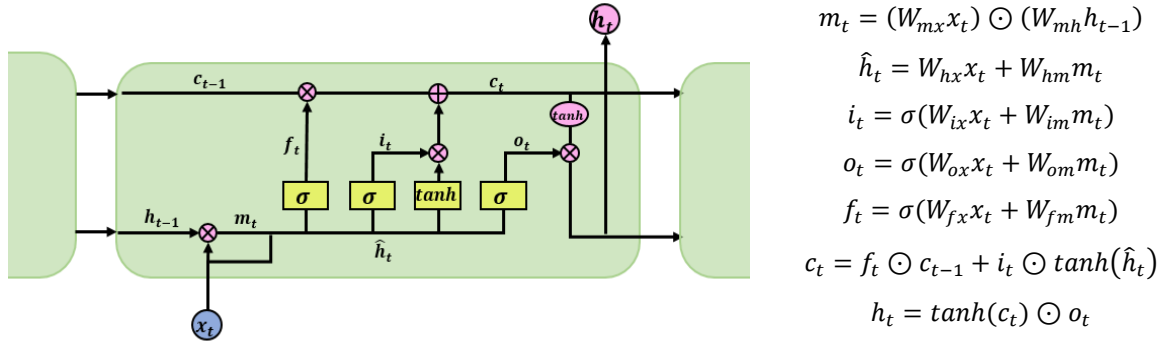 h_t
c_{t-1}
c_t
tanh
f_t
i_t
o_t
σ
σ
tanh
σ
h_{t-1}
m_t
ĥ_t
x_t
m_t = (W_{mx}x_t) ⊙ (W_{mh}h_{t-1})
ĥ_t = W_{hx}x_t + W_{hm}m_t
i_t = σ(W_{ix}x_t + W_{im}m_t)
o_t = σ(W_{ox}x_t + W_{om}m_t)
f_t = σ(W_{fx}x_t + W_{fm}m_t)
c_t = f_t ⊙ c_{t-1} + i_t ⊙ tanh(ĥ_t)
h_t = tanh(c_t) ⊙ o_t